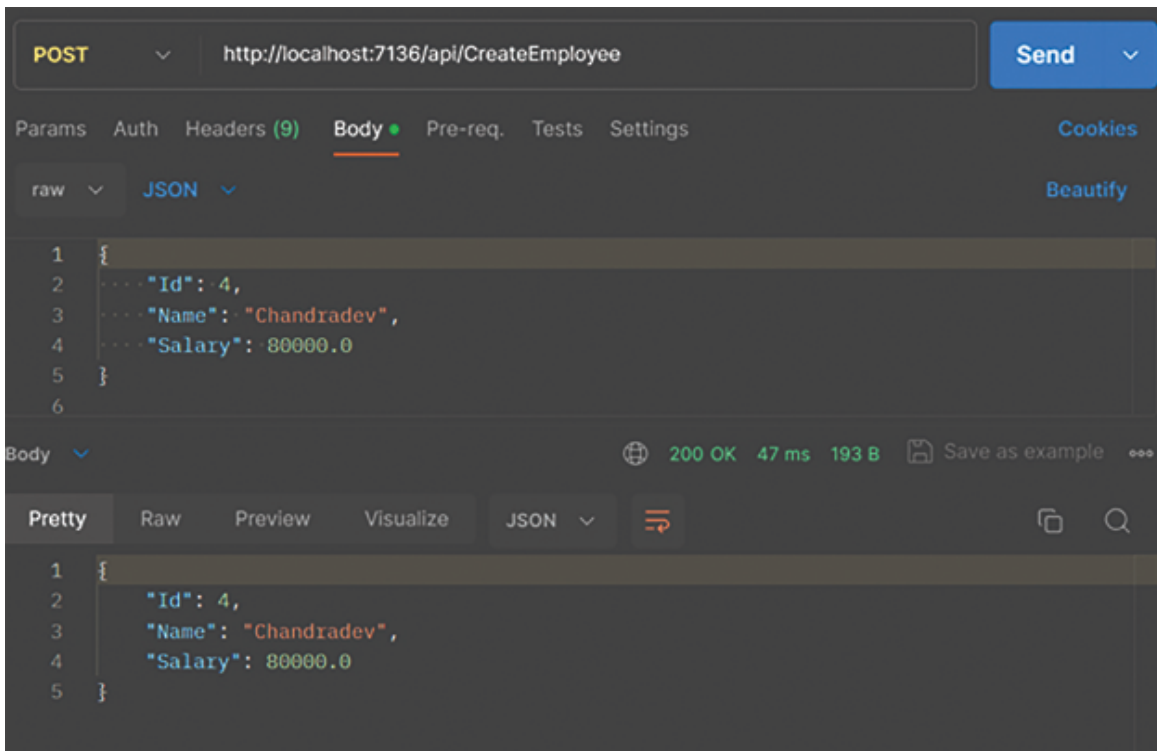 POST http://localhost:7136/api/CreateEmployee Send
Params Auth Headers (9) Body Pre-req. Tests Settings Cookies
raw JSON Beautify
1 {
2 "Id": 4,
3 "Name": "Chandradev",
4 "Salary": 80000.0
5 }
6
Body 200 OK 47 ms 193 B Save as example
Pretty Raw Preview Visualize JSON
1 {
2 "Id": 4,
3 "Name": "Chandradev",
4 "Salary": 80000.0
5 }